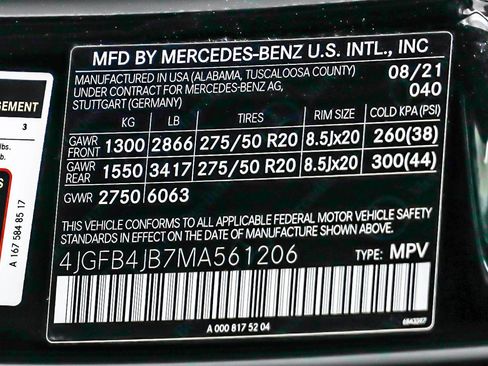 MFD BY MERCEDES-BENZ U.S. INTL., INC
MANUFACTURED IN USA (ALABAMA, TUSCALOOSA COUNTY) 08/21
UNDER CONTRACT FOR MERCEDES-BENZ AG, 040
STUTTGART (GERMANY)
KG LB TIRES RIM SIZE COLD KPA (PSI)
GAWR FRONT 1300 2866 275/50 R20 8.5Jx20 260(38)
GAWR REAR 1550 3417 275/50 R20 8.5Jx20 300(44)
GVWR 2750 6063
THIS VEHICLE CONFORMS TO ALL APPLICABLE FEDERAL MOTOR VEHICLE SAFETY
STANDARDS IN EFFECT ON THE DATE OF MANUFACTURE SHOWN ABOVE.
4JGFB4JB7MA561206 TYPE: MPV
A 000 817 52 04
GEMENT
3
lbs.
lb.
A 167 584 85 17